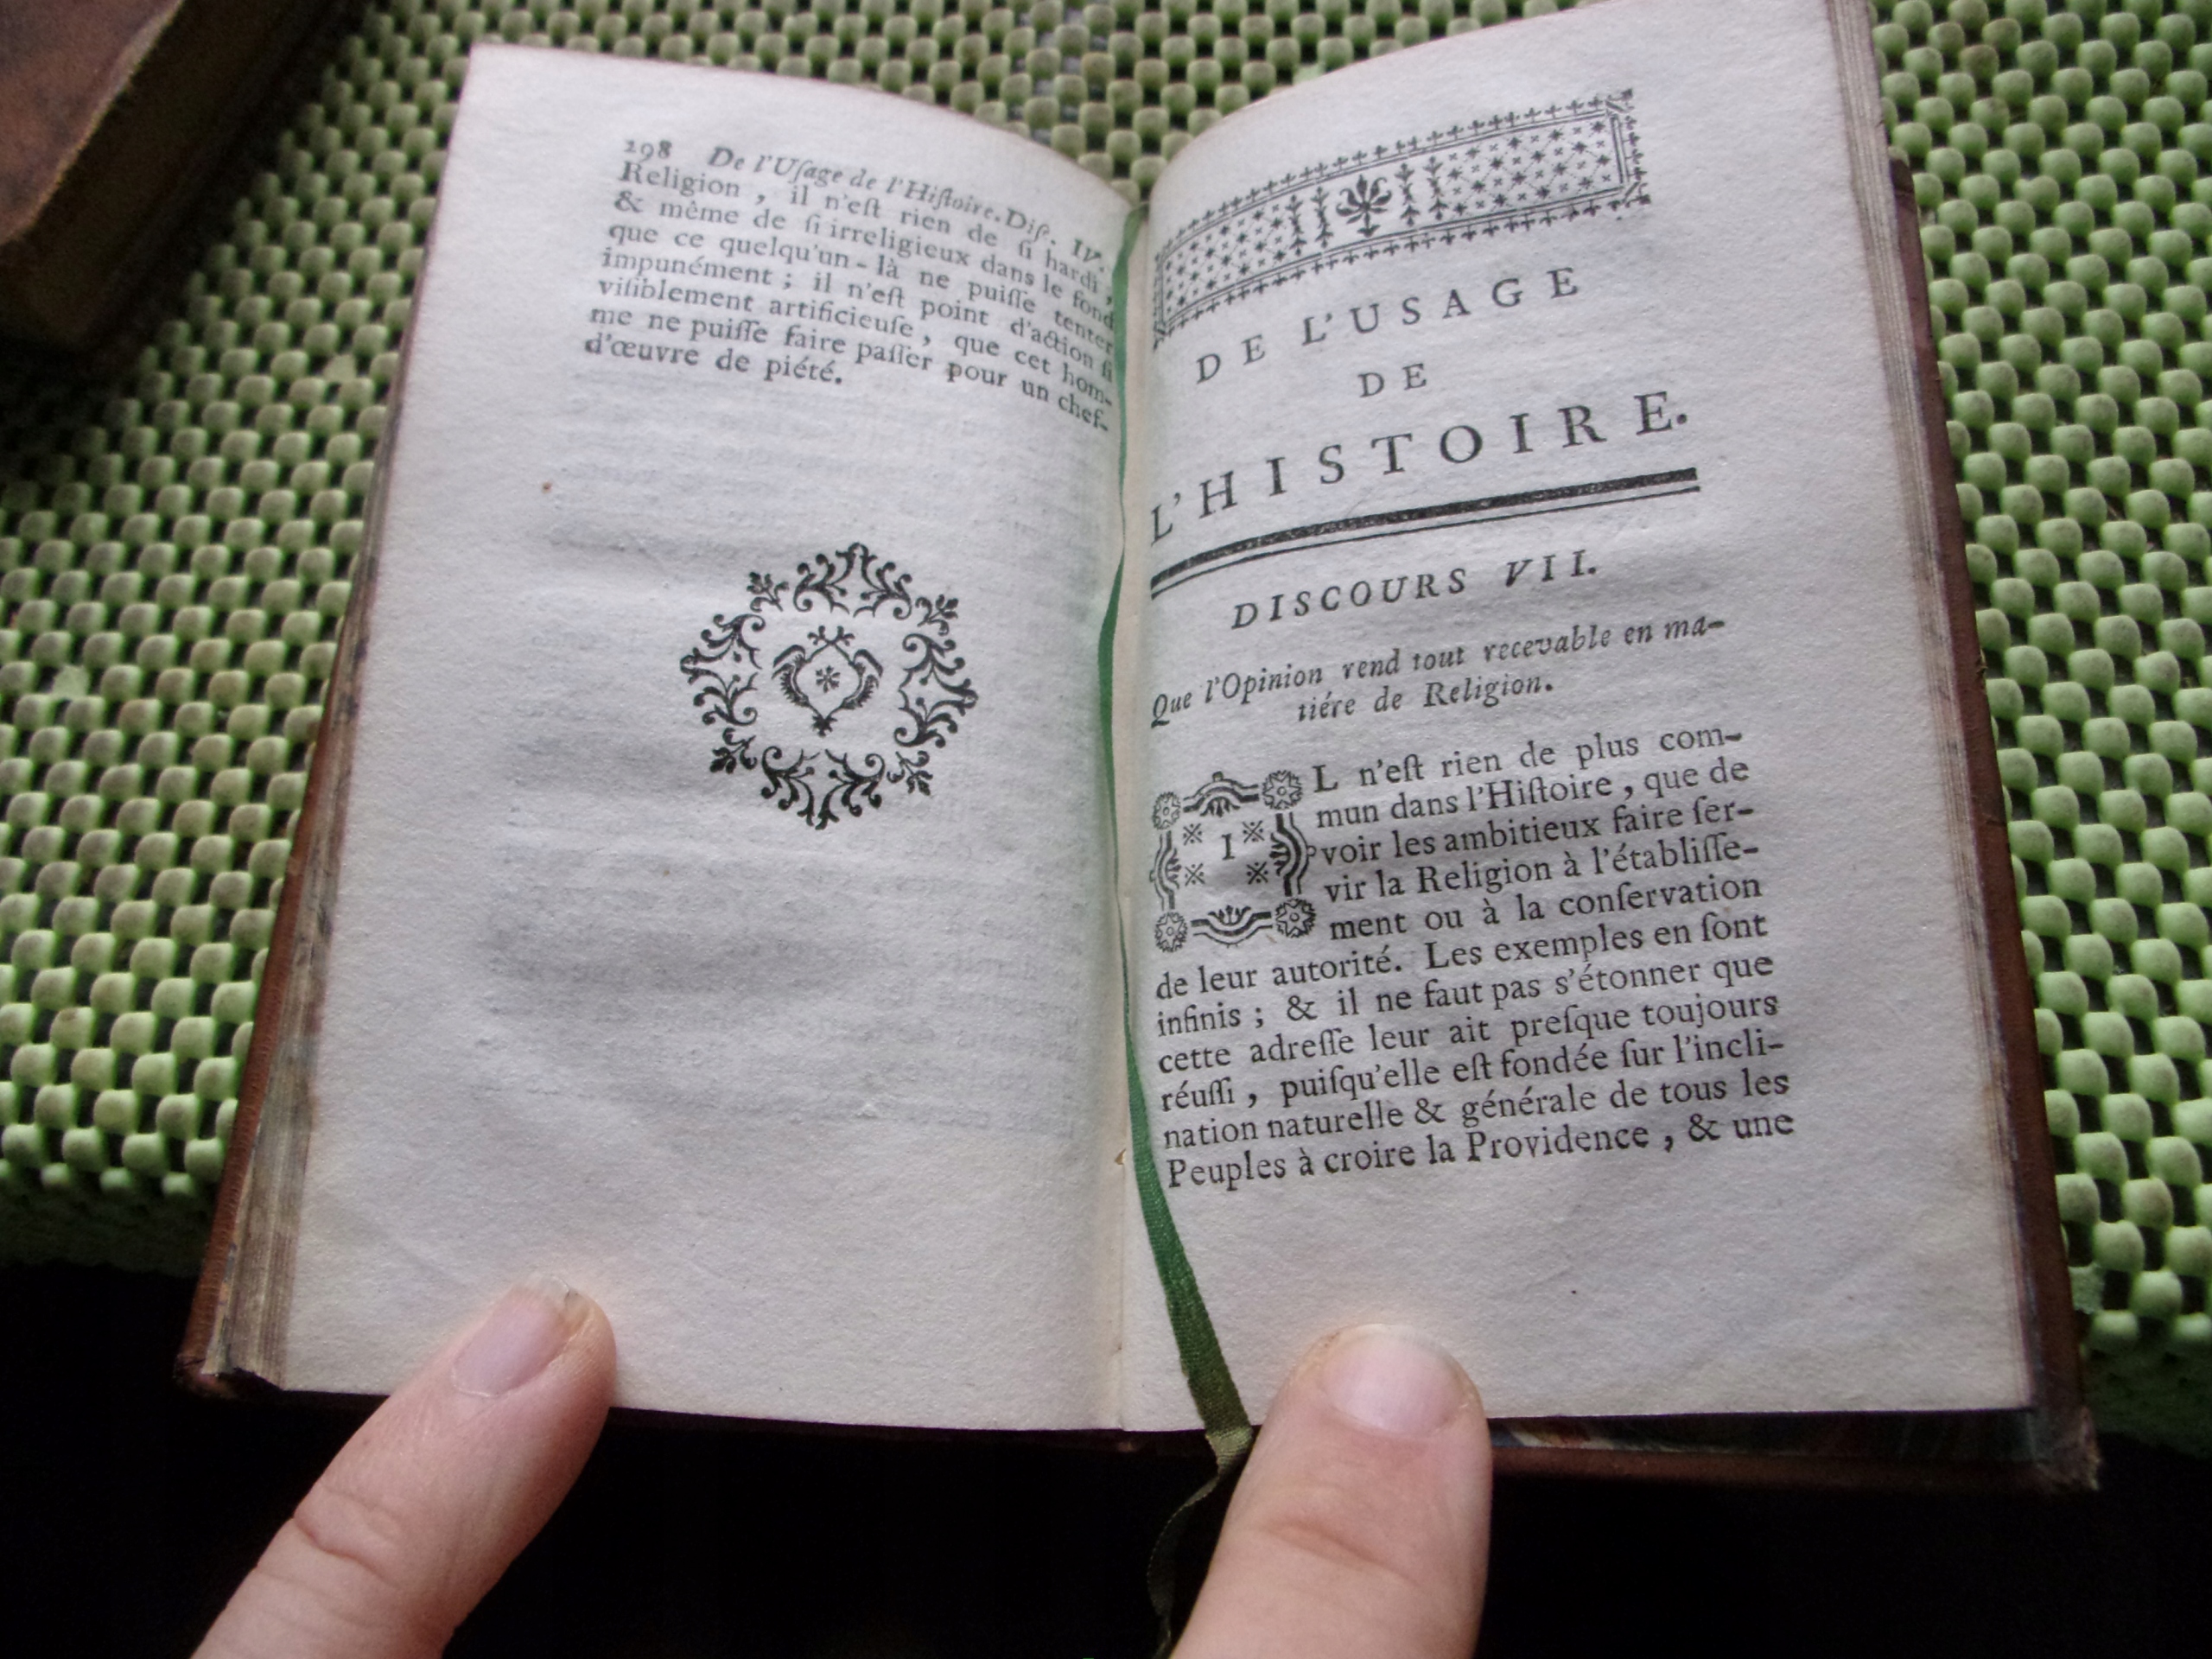 298 De l'Uſage de l'Hiſtoire. Diſ. IV.
Religion, il n'eſt rien de ſi hardi,
& même de ſi irreligieux dans le fond
que ce quelqu'un-là ne puiſſe tenter
impunément; il n'eſt point d'action ſi
viſiblement artificieuſe, que cet hom-
me ne puiſſe faire paſſer pour un chef-
d'œuvre de piété.
DE L'USAGE
DE
L'HISTOIRE.
DISCOURS VII.
Que l'Opinion rend tout recevable en ma-
tiére de Religion.
IL n'eſt rien de plus com-
mun dans l'Hiſtoire, que de
voir les ambitieux faire ſer-
vir la Religion à l'établiſſe-
ment ou à la conſervation
de leur autorité. Les exemples en ſont
infinis; & il ne faut pas s'étonner que
cette adreſſe leur ait preſque toujours
réuſſi, puiſqu'elle eſt fondée ſur l'incli-
nation naturelle & générale de tous les
Peuples à croire la Providence, & une